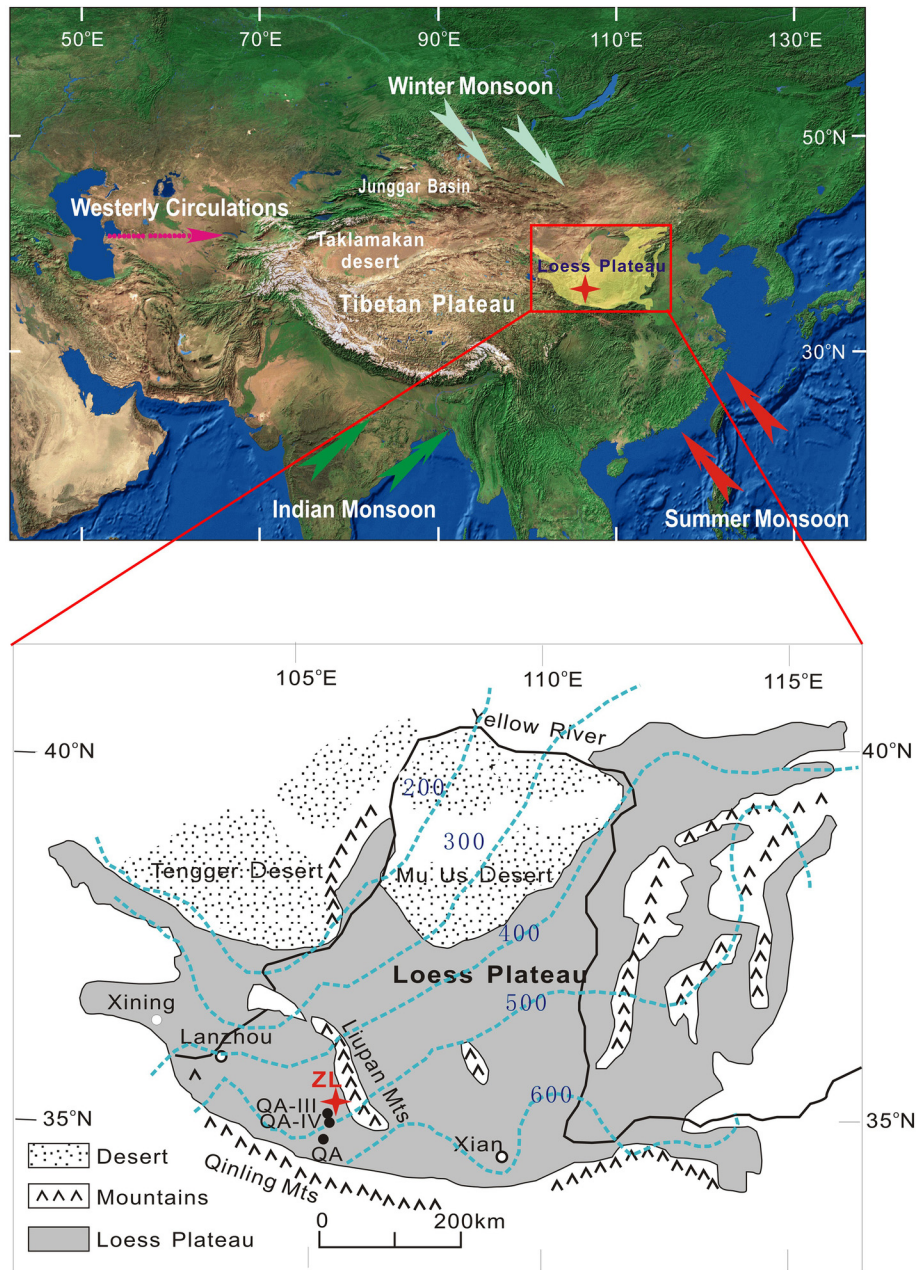 50°E
70°E
90°E
110°E
130°E
Winter Monsoon
50°N
Junggar Basin
Westerly Circulations
Taklamakan
desert
Loess Plateau
Tibetan Plateau
30°N
Indian Monsoon
Summer Monsoon
105°E
110°E
115°E
Yellow River
40°N
40°N
200
300
Tengger Desert
Mu Us Desert
400
Loess Plateau
500
Xining
Lanzhou
Liupan Mts
ZL
600
QA-III
QA-IV
35°N
35°N
QA
Xian
Desert
Qinling Mts
Mountains
0
200km
Loess Plateau